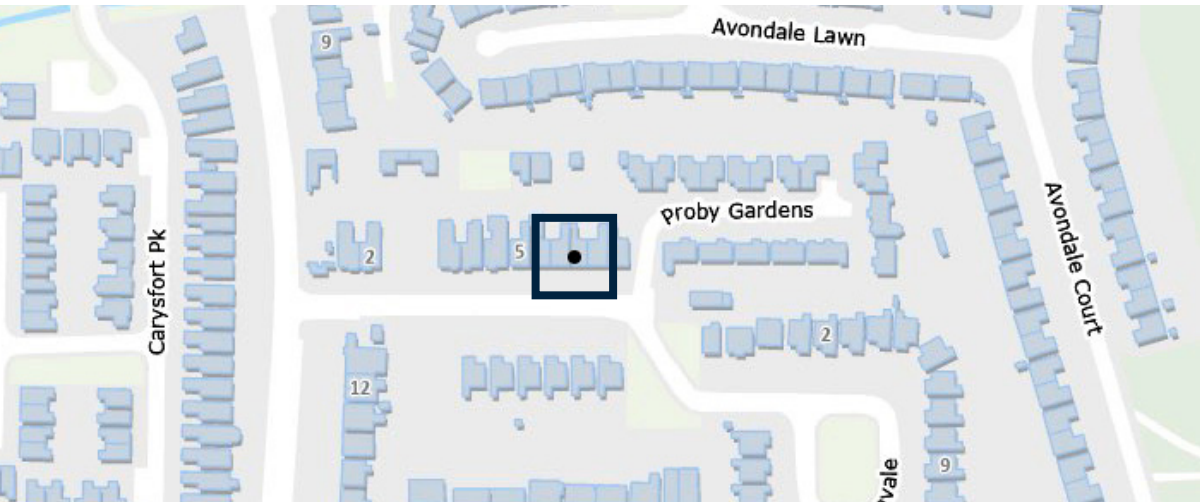 9
Avondale Lawn
Proby Gardens
Avondale Court
Carysfort Pk
2
5
2
12
9
vale